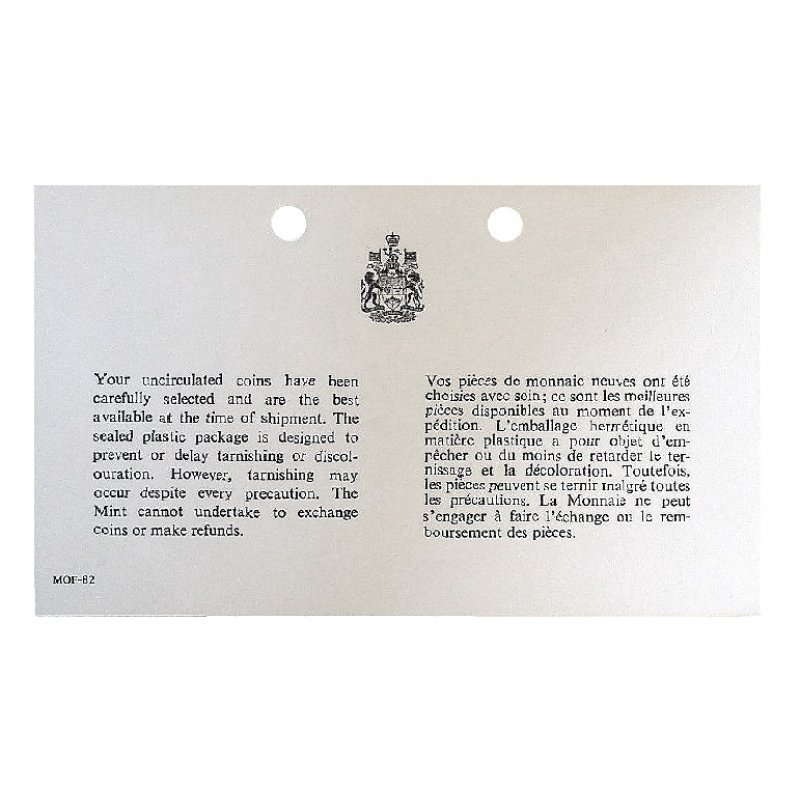 Your uncirculated coins have been
carefully selected and are the best
available at the time of shipment. The
sealed plastic package is designed to
prevent or delay tarnishing or discol-
ouration. However, tarnishing may
occur despite every precaution. The
Mint cannot undertake to exchange
coins or make refunds.
Vos pièces de monnaie neuves ont été
choisies avec soin; ce sont les meilleures
pièces disponibles au moment de l'ex-
pédition. L'emballage hermétique en
matière plastique a pour objet d'em-
pêcher ou du moins de retarder le ter-
nissage et la décoloration. Toutefois,
les pièces peuvent se ternir malgré toutes
les précautions. La Monnaie ne peut
s'engager à faire l'échange ou le rem-
boursement des pièces.
MOF-82